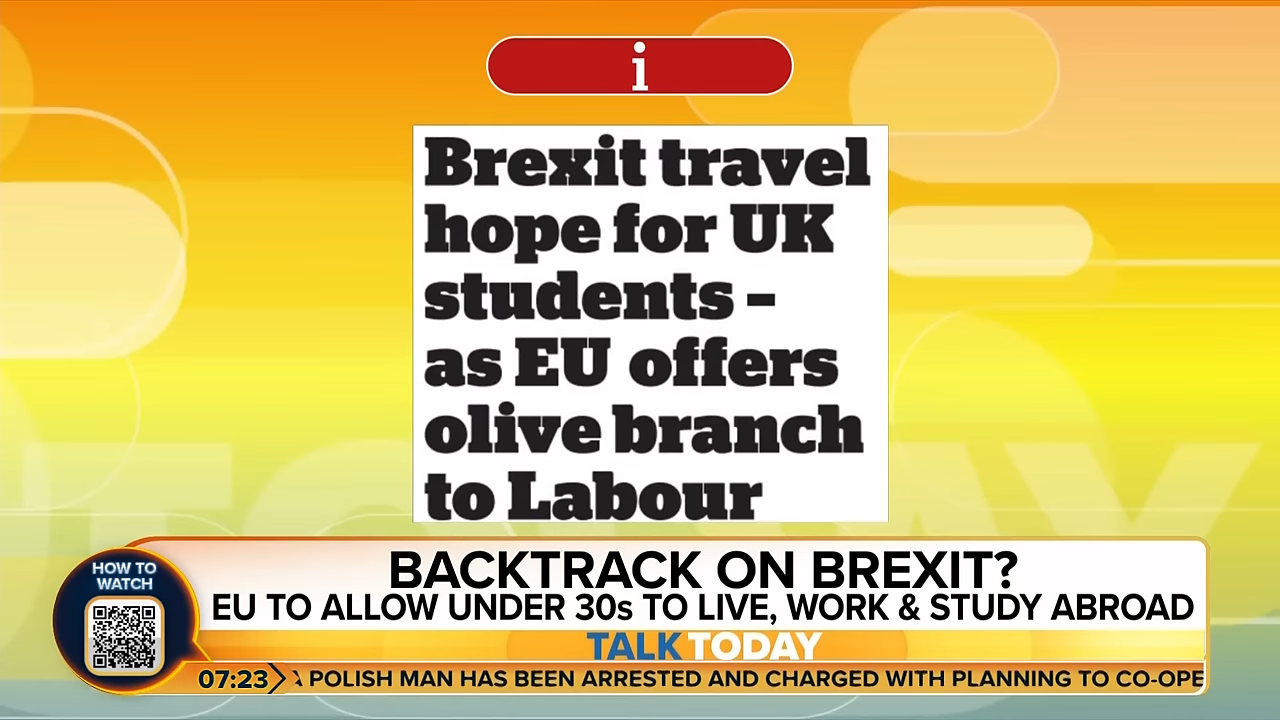 i
Brexit travel
hope for UK
students –
as EU offers
olive branch
to Labour
HOW TO
WATCH
BACKTRACK ON BREXIT?
EU TO ALLOW UNDER 30s TO LIVE, WORK & STUDY ABROAD
TALK TODAY
07:23 A POLISH MAN HAS BEEN ARRESTED AND CHARGED WITH PLANNING TO CO-OPE